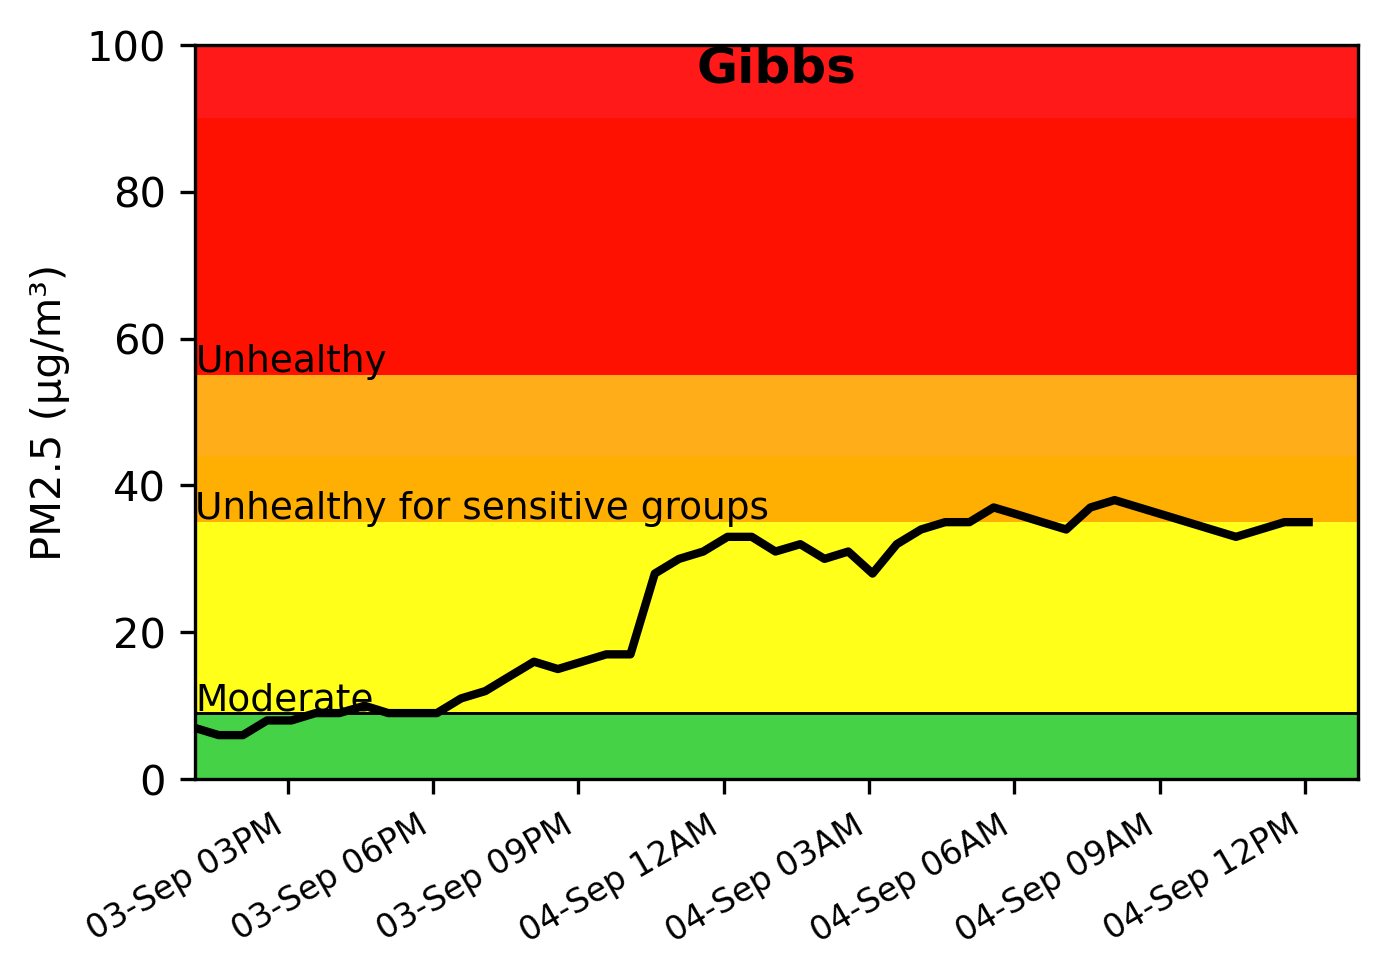 Gibbs
PM2.5 (µg/m³)
100
80
60
40
20
0
Unhealthy
Unhealthy for sensitive groups
Moderate
03-Sep 03PM
03-Sep 06PM
03-Sep 09PM
04-Sep 12AM
04-Sep 03AM
04-Sep 06AM
04-Sep 09AM
04-Sep 12PM